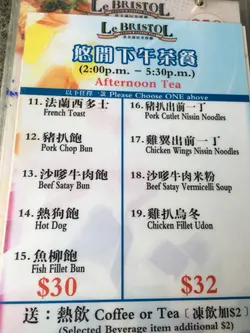 LE BRISTOL
LE BRISTOL
悠閒下午茶餐
(2:00p.m. – 5:30p.m.)
Afternoon Tea
以下任擇一款 Please Choose ONE above
11. 法蘭西多士
French Toast
12. 豬扒飽
Pork Chop Bun
13. 沙嗲牛肉飽
Beef Satay Bun
14. 熱狗飽
Hot Dog
15. 魚柳飽
Fish Fillet Bun
$30
16. 豬扒出前一丁
Pork Cutlet Nissin Noodles
17. 雞翼出前一丁
Chicken Wings Nissin Noodles
18. 沙嗲牛肉米粉
Beef Satay Vermicelli Soup
19. 雞扒烏冬
Chicken Fillet Udon
$32
送：熱飲 Coffee or Tea〔凍飲加$2〕
(Selected Beverage item additional $2)